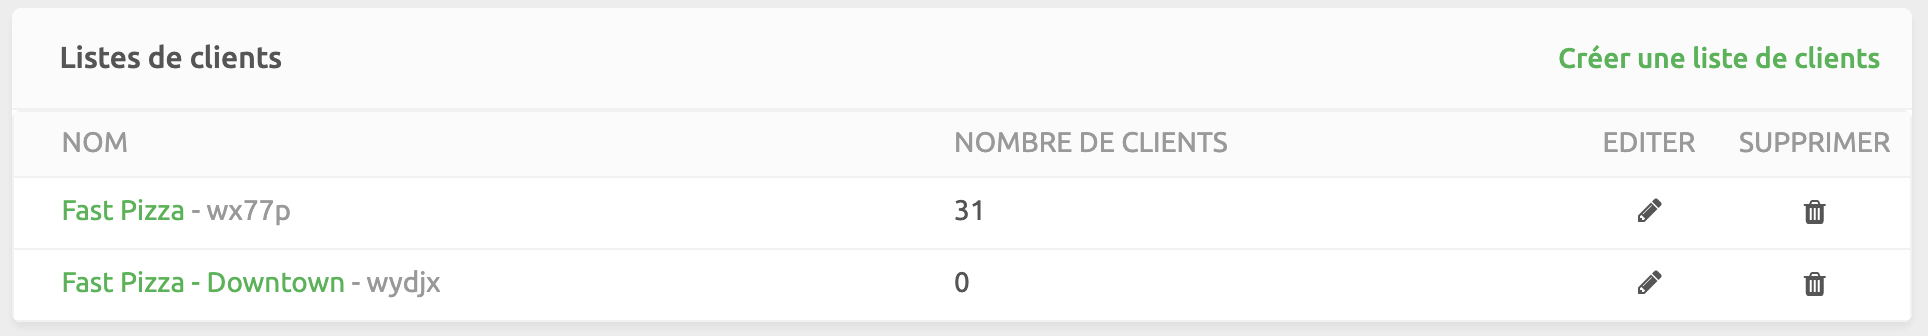 Listes de clients
Créer une liste de clients
NOM NOMBRE DE CLIENTS EDITER SUPPRIMER
Fast Pizza - wx77p 31
Fast Pizza - Downtown - wydjx 0